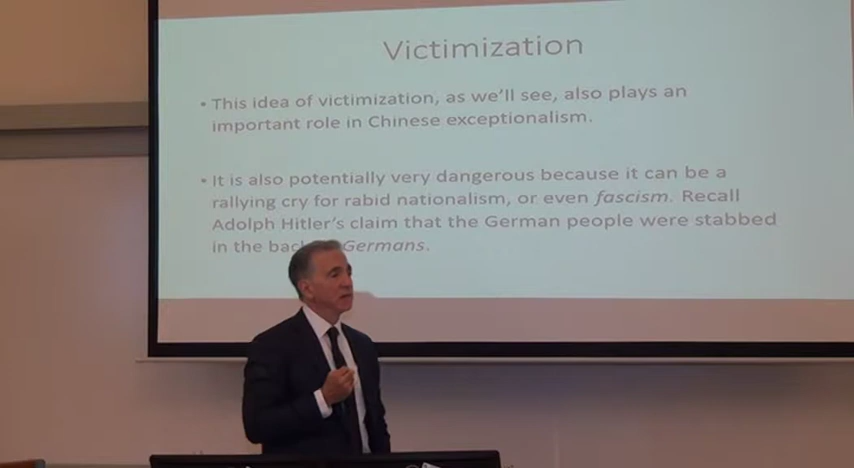 Victimization
• This idea of victimization, as we'll see, also plays an
important role in Chinese exceptionalism.
• It is also potentially very dangerous because it can be a
rallying cry for rabid nationalism, or even fascism. Recall
Adolph Hitler's claim that the German people were stabbed
in the Germans.